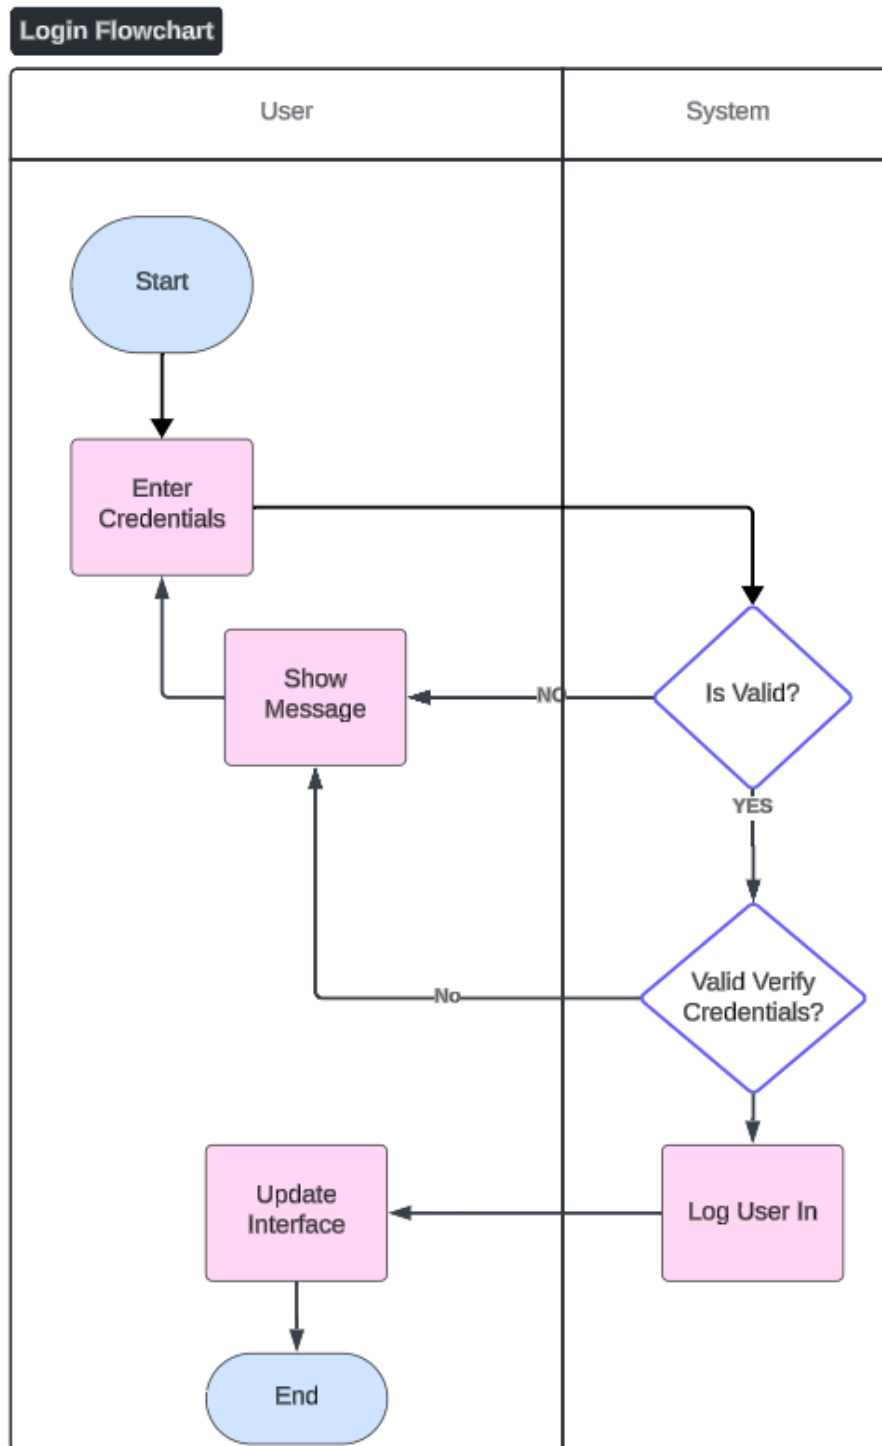 Login Flowchart
User
System
Start
Enter
Credentials
Show
Message
NO
Is Valid?
YES
Valid Verify
Credentials?
No
Update
Interface
Log User In
End